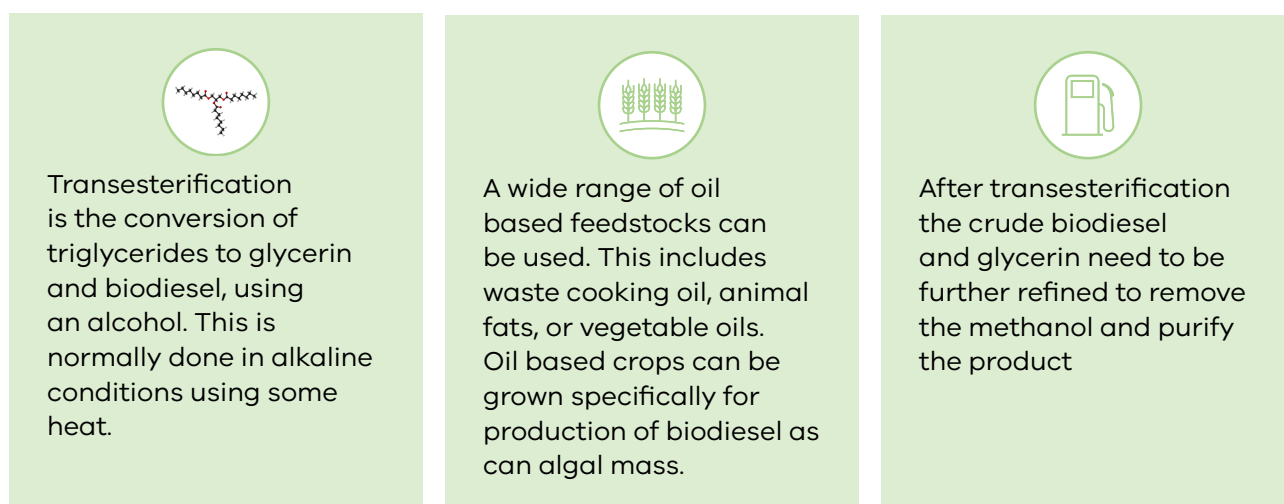 Transesterification
is the conversion of
triglycerides to glycerin
and biodiesel, using
an alcohol. This is
normally done in alkaline
conditions using some
heat.
A wide range of oil
based feedstocks can
be used. This includes
waste cooking oil, animal
fats, or vegetable oils.
Oil based crops can be
grown specifically for
production of biodiesel as
can algal mass.
After transesterification
the crude biodiesel
and glycerin need to be
further refined to remove
the methanol and purify
the product